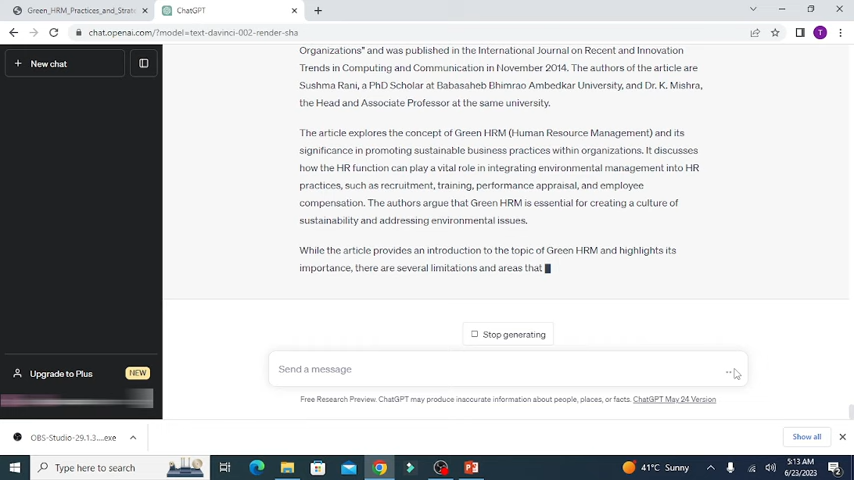 Green_HRM_Practices_and_Strate
ChatGPT
chat.openai.com/?model=text-davinci-002-render-sha
T
New chat
Organizations" and was published in the International Journal on Recent and Innovation
Trends in Computing and Communication in November 2014. The authors of the article are
Sushma Rani, a PhD Scholar at Babasaheb Bhimrao Ambedkar University, and Dr. K. Mishra,
the Head and Associate Professor at the same university.
The article explores the concept of Green HRM (Human Resource Management) and its
significance in promoting sustainable business practices within organizations. It discusses
how the HR function can play a vital role in integrating environmental management into HR
practices, such as recruitment, training, performance appraisal, and employee
compensation. The authors argue that Green HRM is essential for creating a culture of
sustainability and addressing environmental issues.
While the article provides an introduction to the topic of Green HRM and highlights its
importance, there are several limitations and areas that
Stop generating
Send a message
Upgrade to Plus NEW
Free Research Preview. ChatGPT may produce inaccurate information about people, places, or facts. ChatGPT May 24 Version
OBS-Studio-29.1.3....exe
Show all
Type here to search
41°F Sunny
5:13 AM
6/23/2023
2